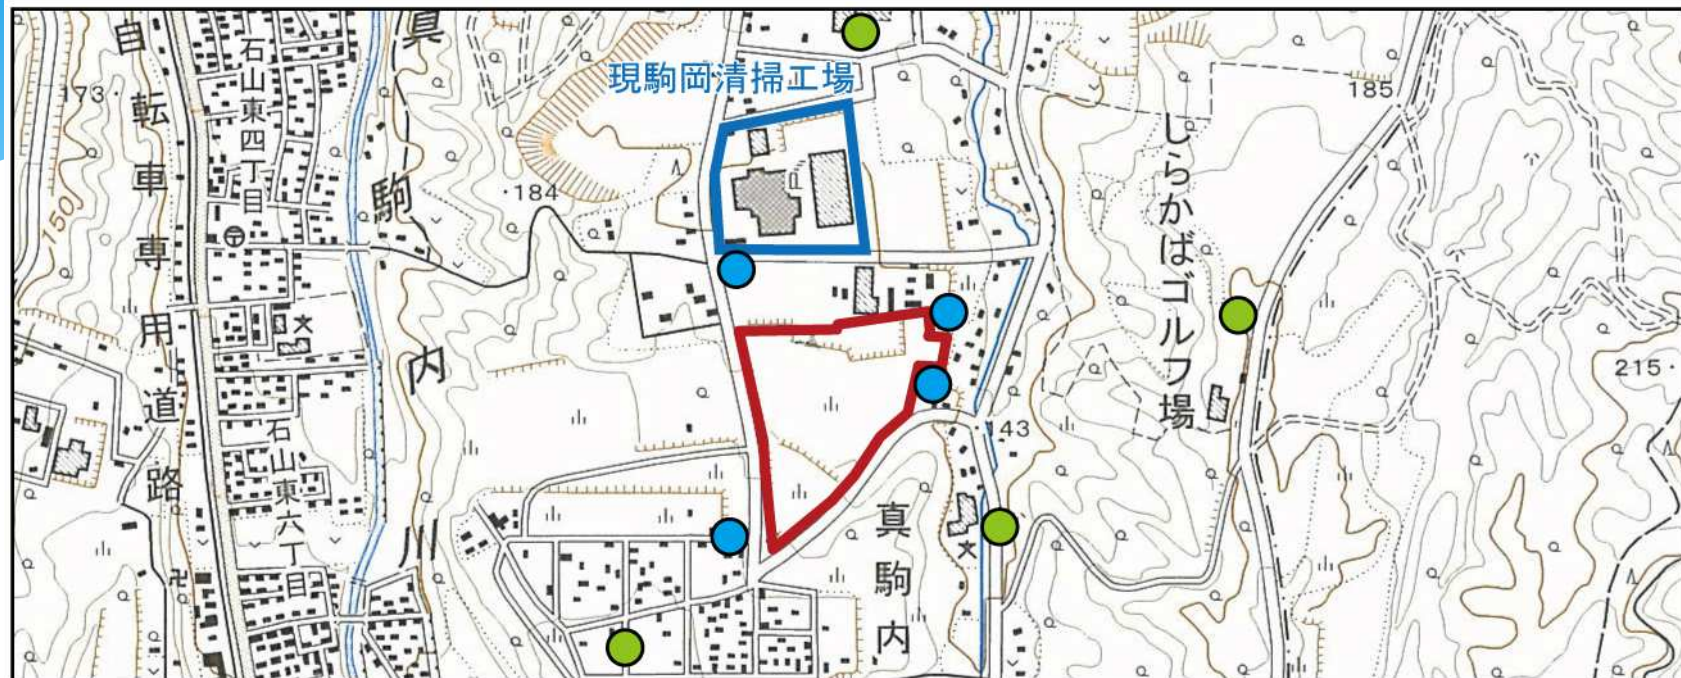 自転車専用道路
173
150
石山東四丁目
石山東六丁目
真駒内川
現駒岡清掃工場
184
しらかばゴルフ場
185
215
143
真駒内